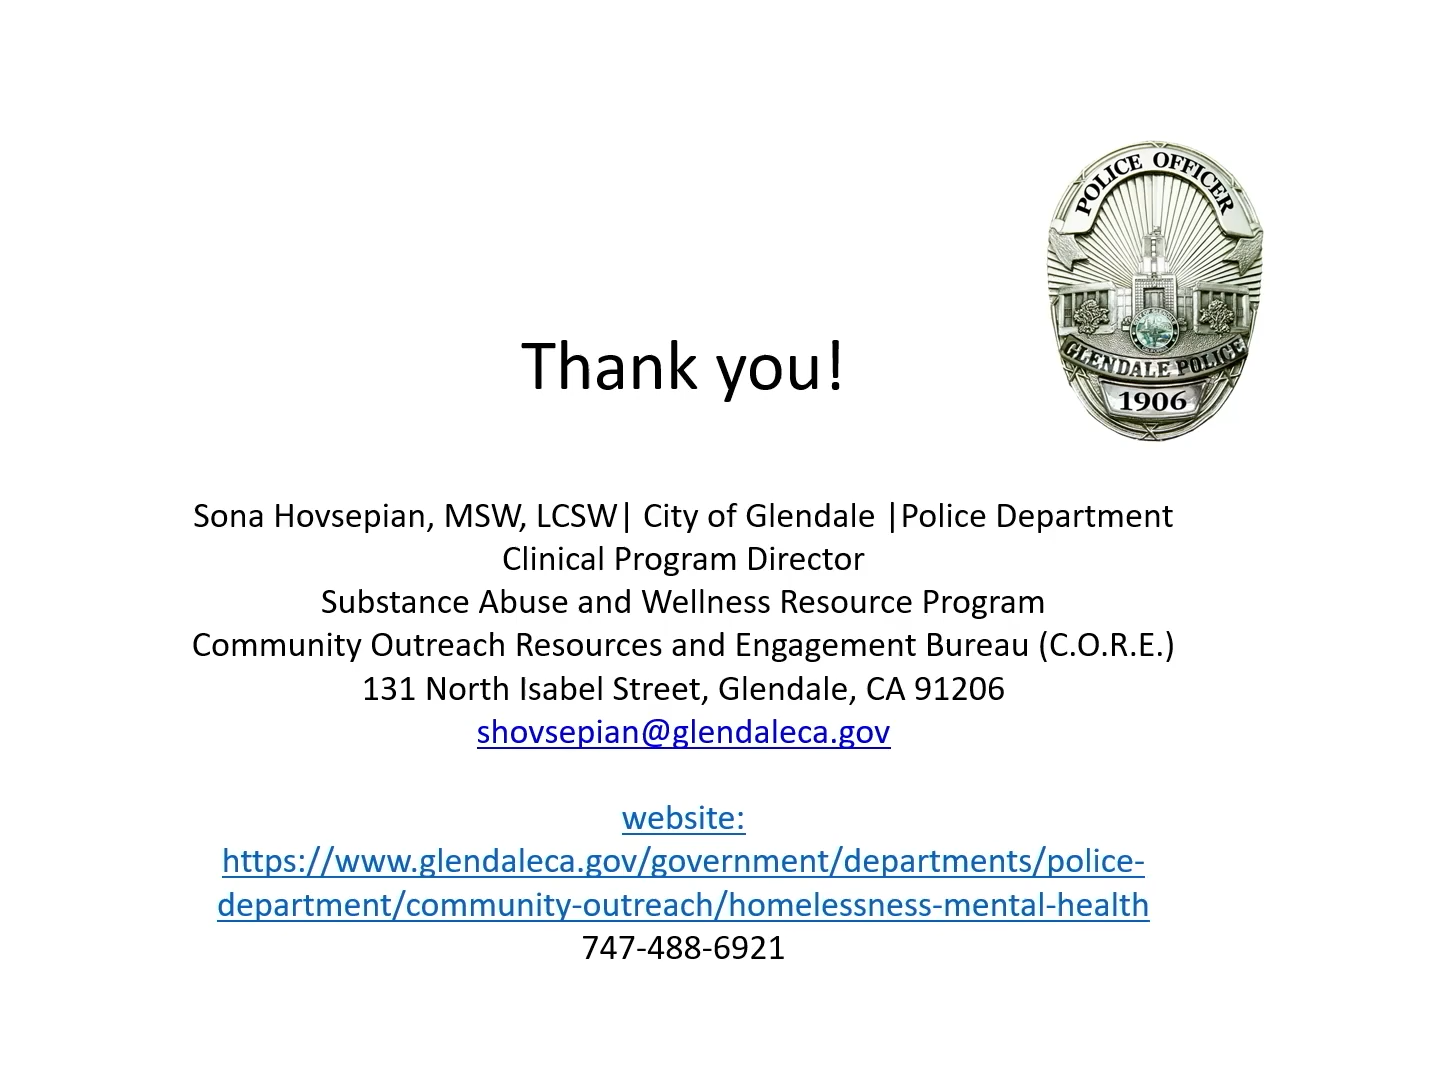 POLICE OFFICER
GLENDALE POLICE
1906
Thank you!
Sona Hovsepian, MSW, LCSW| City of Glendale |Police Department
Clinical Program Director
Substance Abuse and Wellness Resource Program
Community Outreach Resources and Engagement Bureau (C.O.R.E.)
131 North Isabel Street, Glendale, CA 91206
shovsepian@glendaleca.gov
website:
https://www.glendaleca.gov/government/departments/police-
department/community-outreach/homelessness-mental-health
747-488-6921